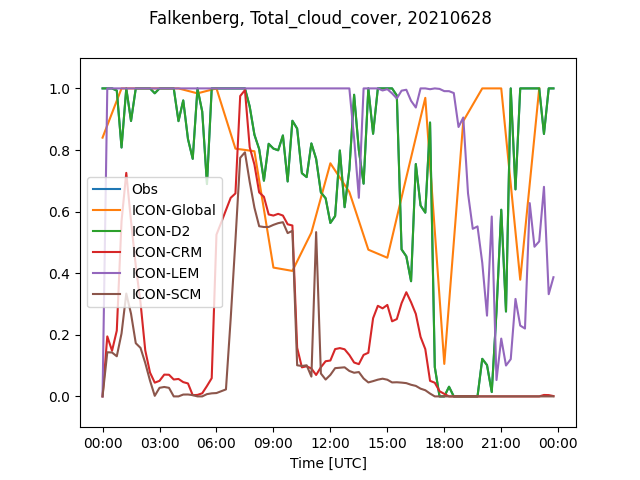 Falkenberg, Total_cloud_cover, 20210628
1.0
0.8
0.6
0.4
0.2
0.0
Obs
ICON-Global
ICON-D2
ICON-CRM
ICON-LEM
ICON-SCM
00:00 03:00 06:00 09:00 12:00 15:00 18:00 21:00 00:00
Time [UTC]